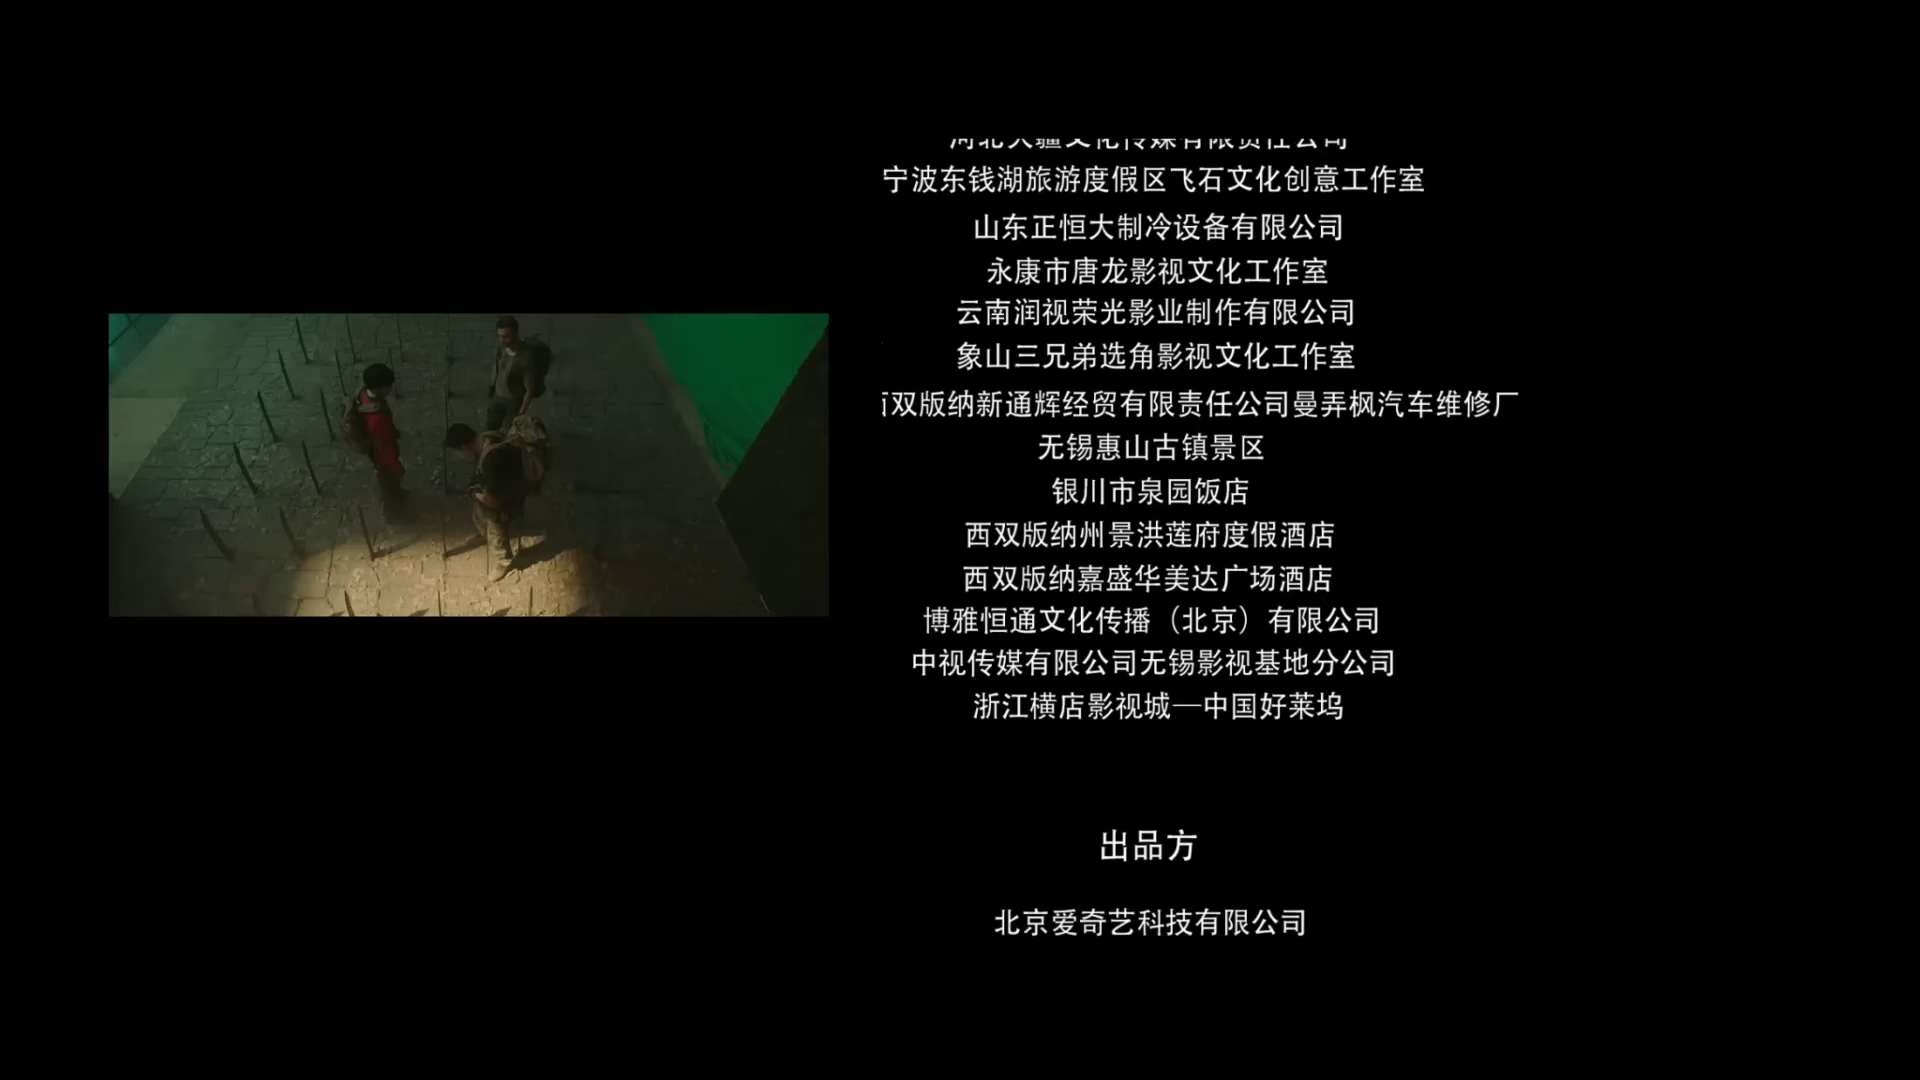 宁波东钱湖旅游度假区飞石文化创意工作室
山东正恒大制冷设备有限公司
永康市唐龙影视文化工作室
云南润视荣光影业制作有限公司
象山三兄弟选角影视文化工作室
双版纳新通辉经贸有限责任公司曼弄枫汽车维修厂
无锡惠山古镇景区
银川市泉园饭店
西双版纳州景洪莲府度假酒店
西双版纳嘉盛华美达广场酒店
博雅恒通文化传播（北京）有限公司
中视传媒有限公司无锡影视基地分公司
浙江横店影视城—中国好莱坞
出品方
北京爱奇艺科技有限公司